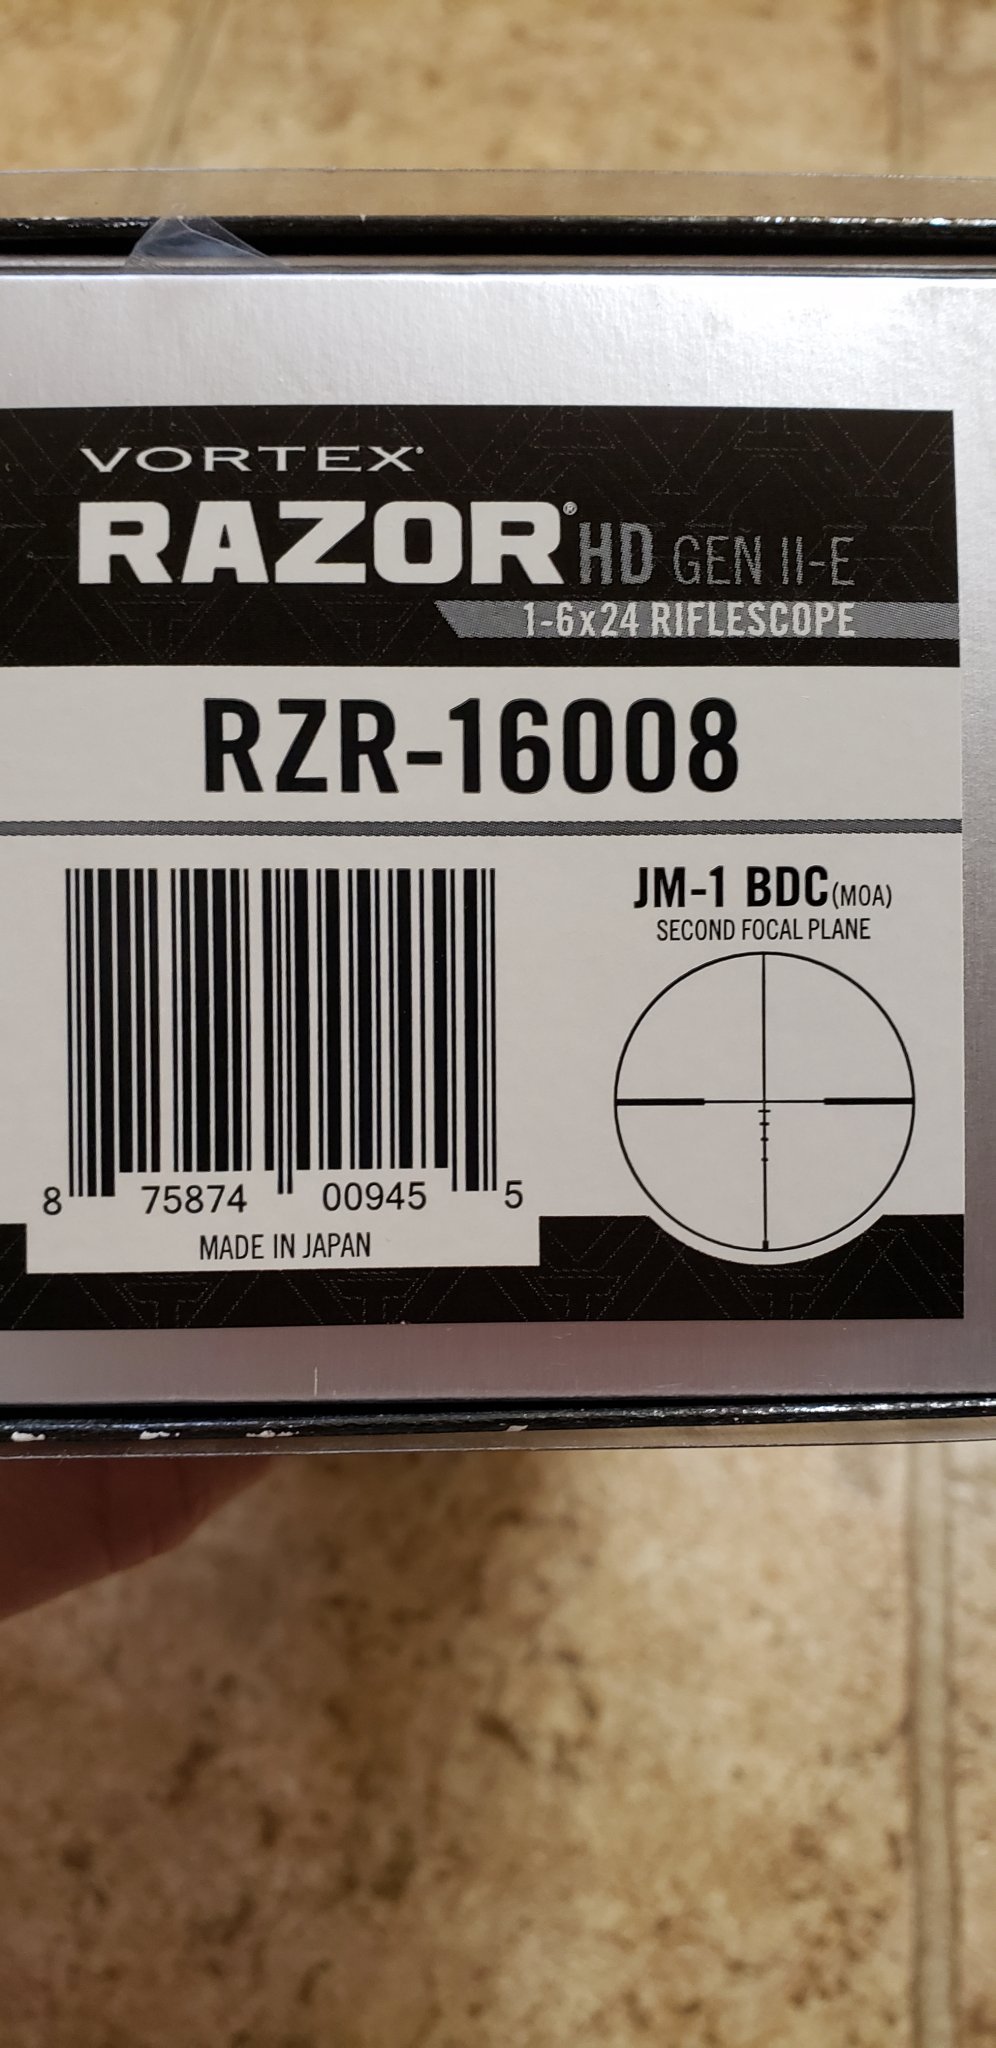 VORTEX®
RAZOR® HD GEN II-E
1-6x24 RIFLESCOPE
RZR-16008
JM-1 BDC (MOA)
SECOND FOCAL PLANE
8 75874 00945 5
MADE IN JAPAN